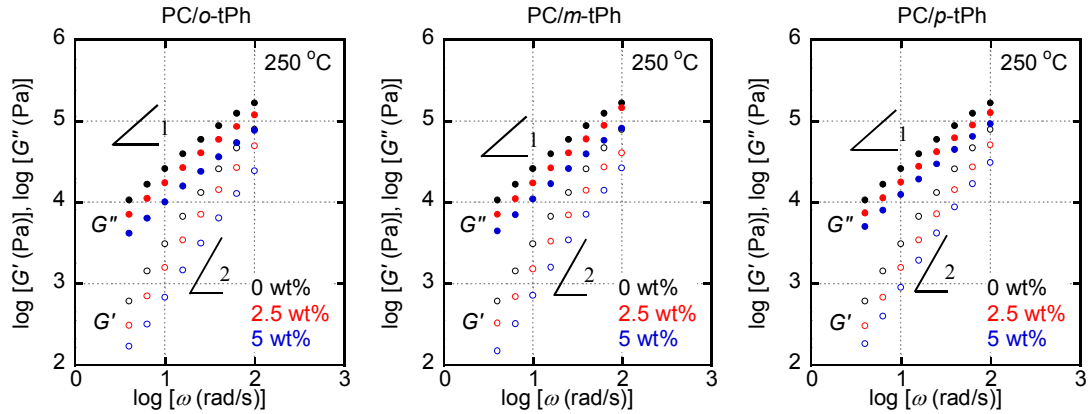 PC/o-tPh
6
5
4
3
2
0
1
2
3
log [G′ (Pa)], log [G″ (Pa)]
log [ω (rad/s)]
250 °C
1
G″
2
G′
0 wt%
2.5 wt%
5 wt%
PC/m-tPh
6
5
4
3
2
0
1
2
3
log [G′ (Pa)], log [G″ (Pa)]
log [ω (rad/s)]
250 °C
1
G″
2
G′
0 wt%
2.5 wt%
5 wt%
PC/p-tPh
6
5
4
3
2
0
1
2
3
log [G′ (Pa)], log [G″ (Pa)]
log [ω (rad/s)]
250 °C
1
G″
2
G′
0 wt%
2.5 wt%
5 wt%